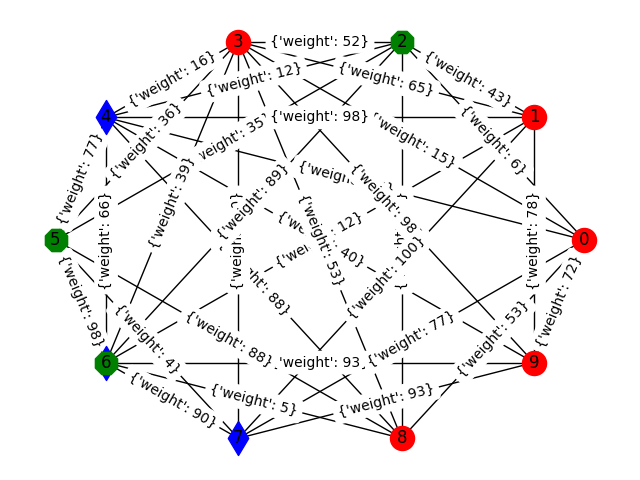 3
{'weight': 52}
2
{'weight': 16}
{'weight': 12}
{'weight': 65}
{'weight': 43}
4
{'weight': 36}
{'weight': 98}
1
{'weight': 35
{'weight': 15}
{'weight': 6}
{'weight': 77}
{'weight': 39}
{'weight': 89}
{'weight': 98
{'weight': 66}
{'weight': 12}
{'weight': 78}
5
40}
0
{'weight': 53}
{'weight': 100}
{'weight': 98}
88}
{'weight': 72}
{'weight': 4}
{'weight': 88}
{'weight': 77}
{'weight': 53}
6
{'weight': 93
9
{'weight': 90}
{'weight': 5}
{'weight': 93}
7
8